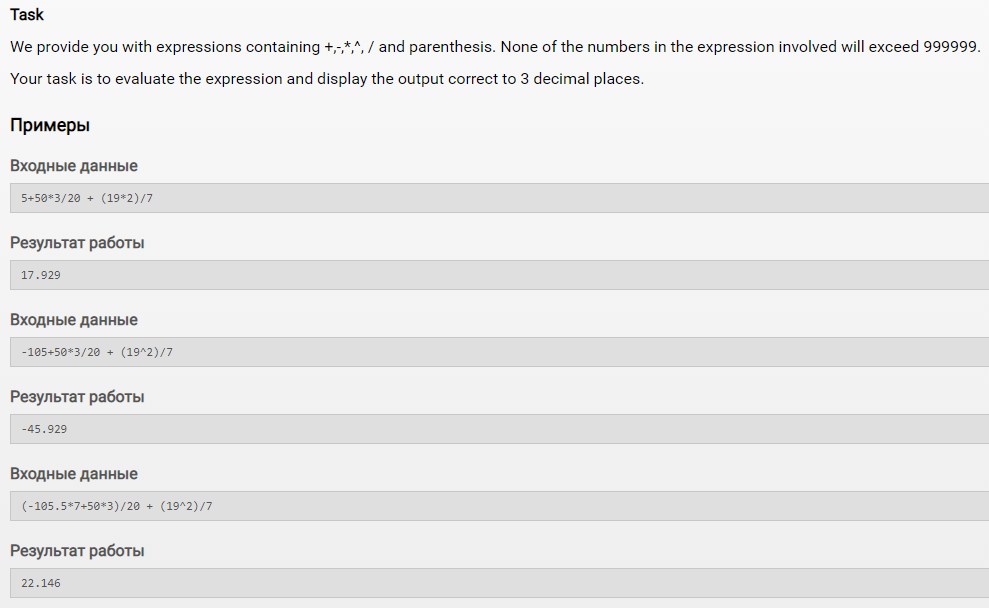 Task
We provide you with expressions containing +,-,*,^, / and parenthesis. None of the numbers in the expression involved will exceed 999999.
Your task is to evaluate the expression and display the output correct to 3 decimal places.
Примеры
Входные данные
5+50*3/20 + (19*2)/7
Результат работы
17.929
Входные данные
-105+50*3/20 + (19^2)/7
Результат работы
-45.929
Входные данные
(-105.5*7+50*3)/20 + (19^2)/7
Результат работы
22.146